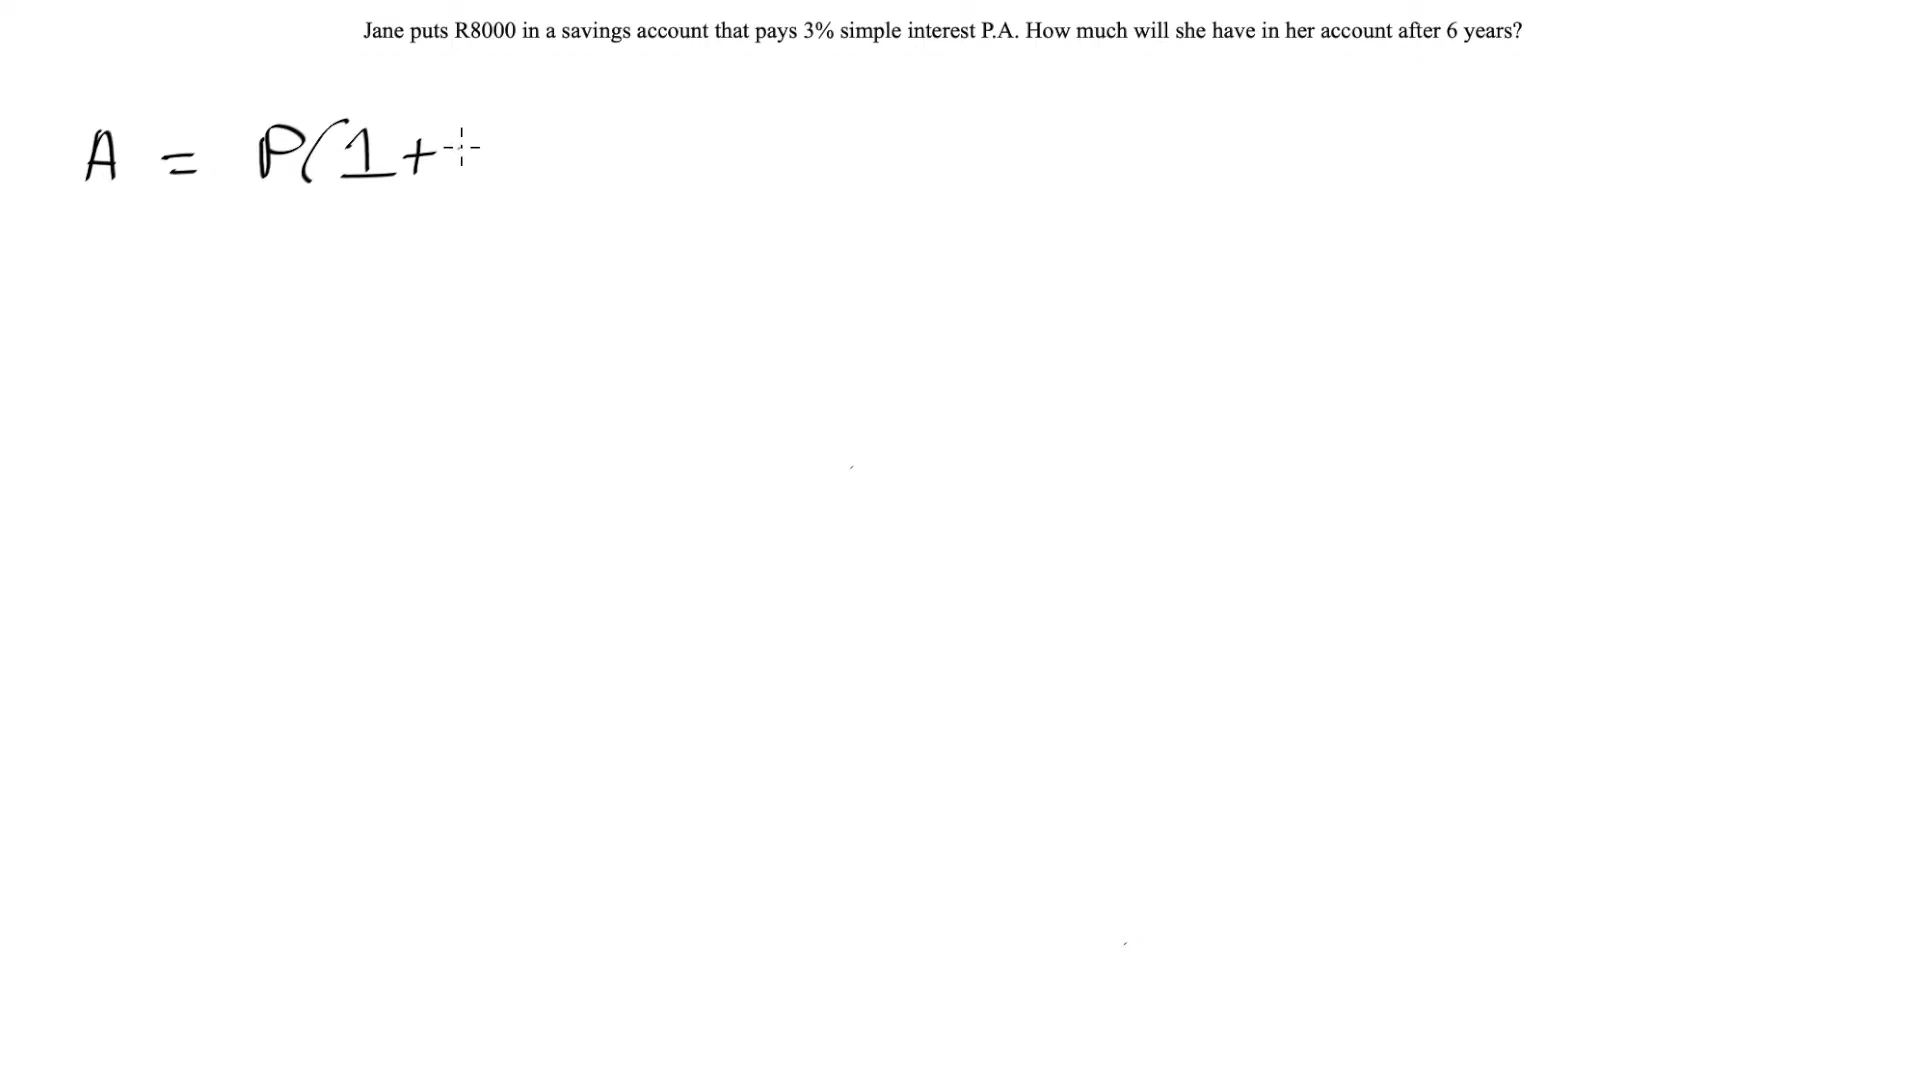 Jane puts R8000 in a savings account that pays 3% simple interest P.A. How much will she have in her account after 6 years?
A = P(1+